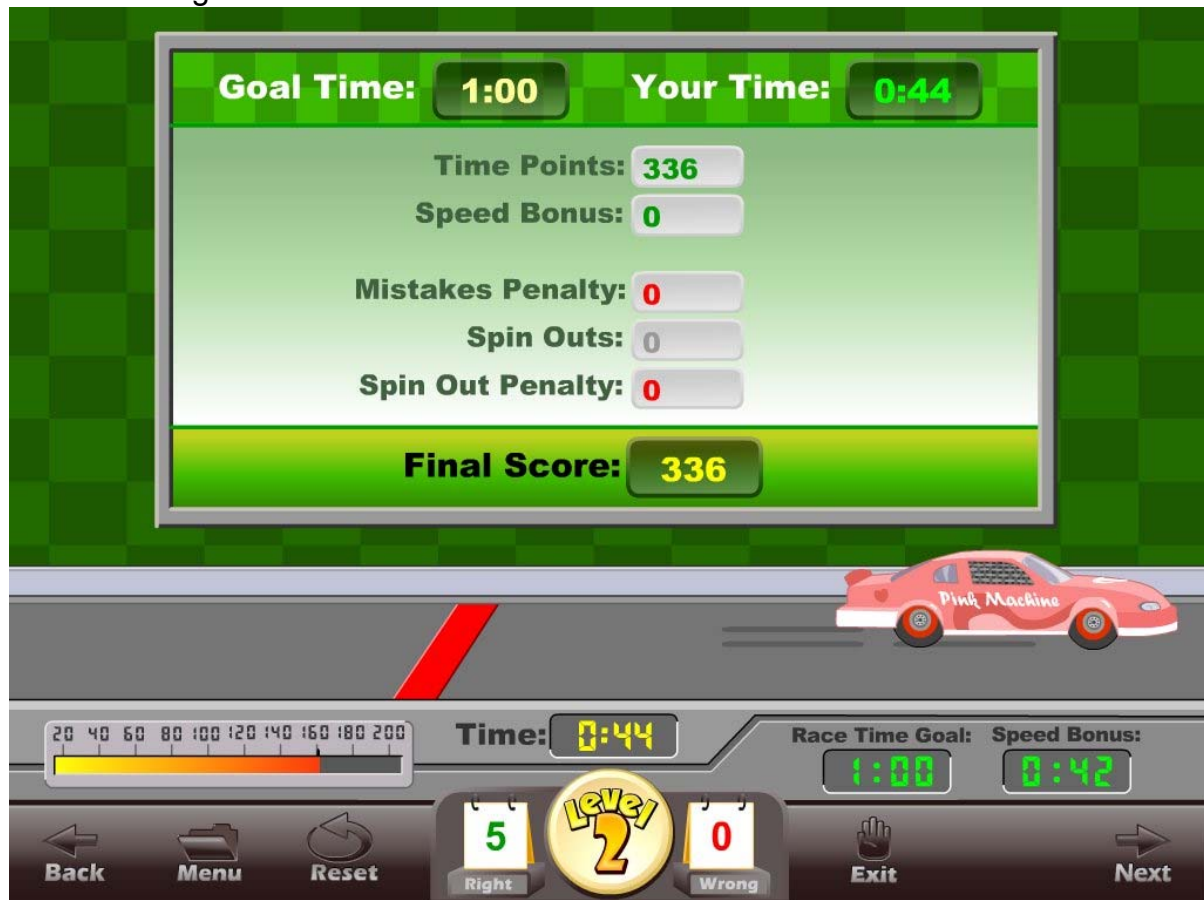 Goal Time: 1:00 Your Time: 0:44
Time Points: 336
Speed Bonus: 0
Mistakes Penalty: 0
Spin Outs: 0
Spin Out Penalty: 0
Final Score: 336
Pink Machine
20 40 60 80 100 120 140 160 180 200
Time: 0:44
Race Time Goal: Speed Bonus:
1:00 0:42
Level
2
5 0
Right Wrong
Back Menu Reset Exit Next